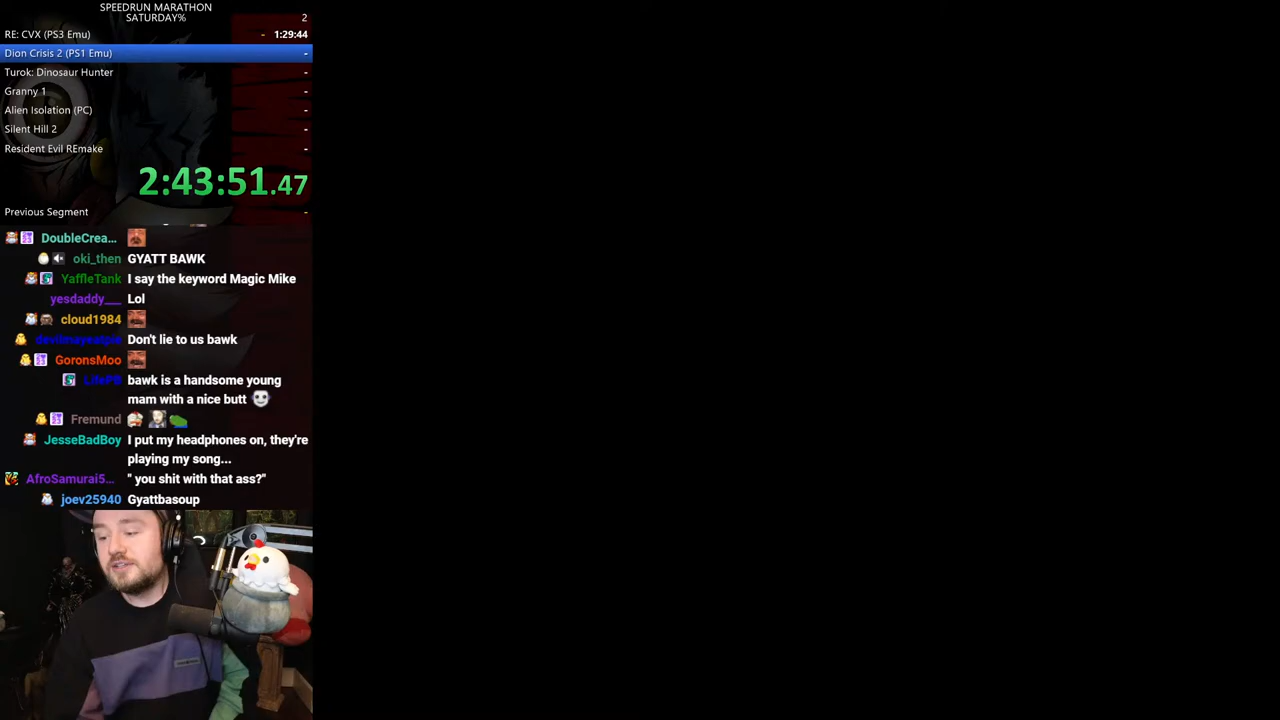 SPEEDRUN MARATHON
SATURDAY%
2
RE: CVX (PS3 Emu) - 1:29:44
Dion Crisis 2 (PS1 Emu) -
Turok: Dinosaur Hunter -
Granny 1 -
Alien Isolation (PC) -
Silent Hill 2 -
Resident Evil REmake -
2:43:51.47
Previous Segment -
DoubleCrea...
oki_then GYATT BAWK
YaffleTank I say the keyword Magic Mike
yesdaddy___ Lol
cloud1984
devilmayeatpie Don't lie to us bawk
GoronsMoo
LifePB bawk is a handsome young
mam with a nice butt
Fremund
JesseBadBoy I put my headphones on, they're
playing my song...
AfroSamurai5... " you shit with that ass?"
joev25940 Gyattbasoup